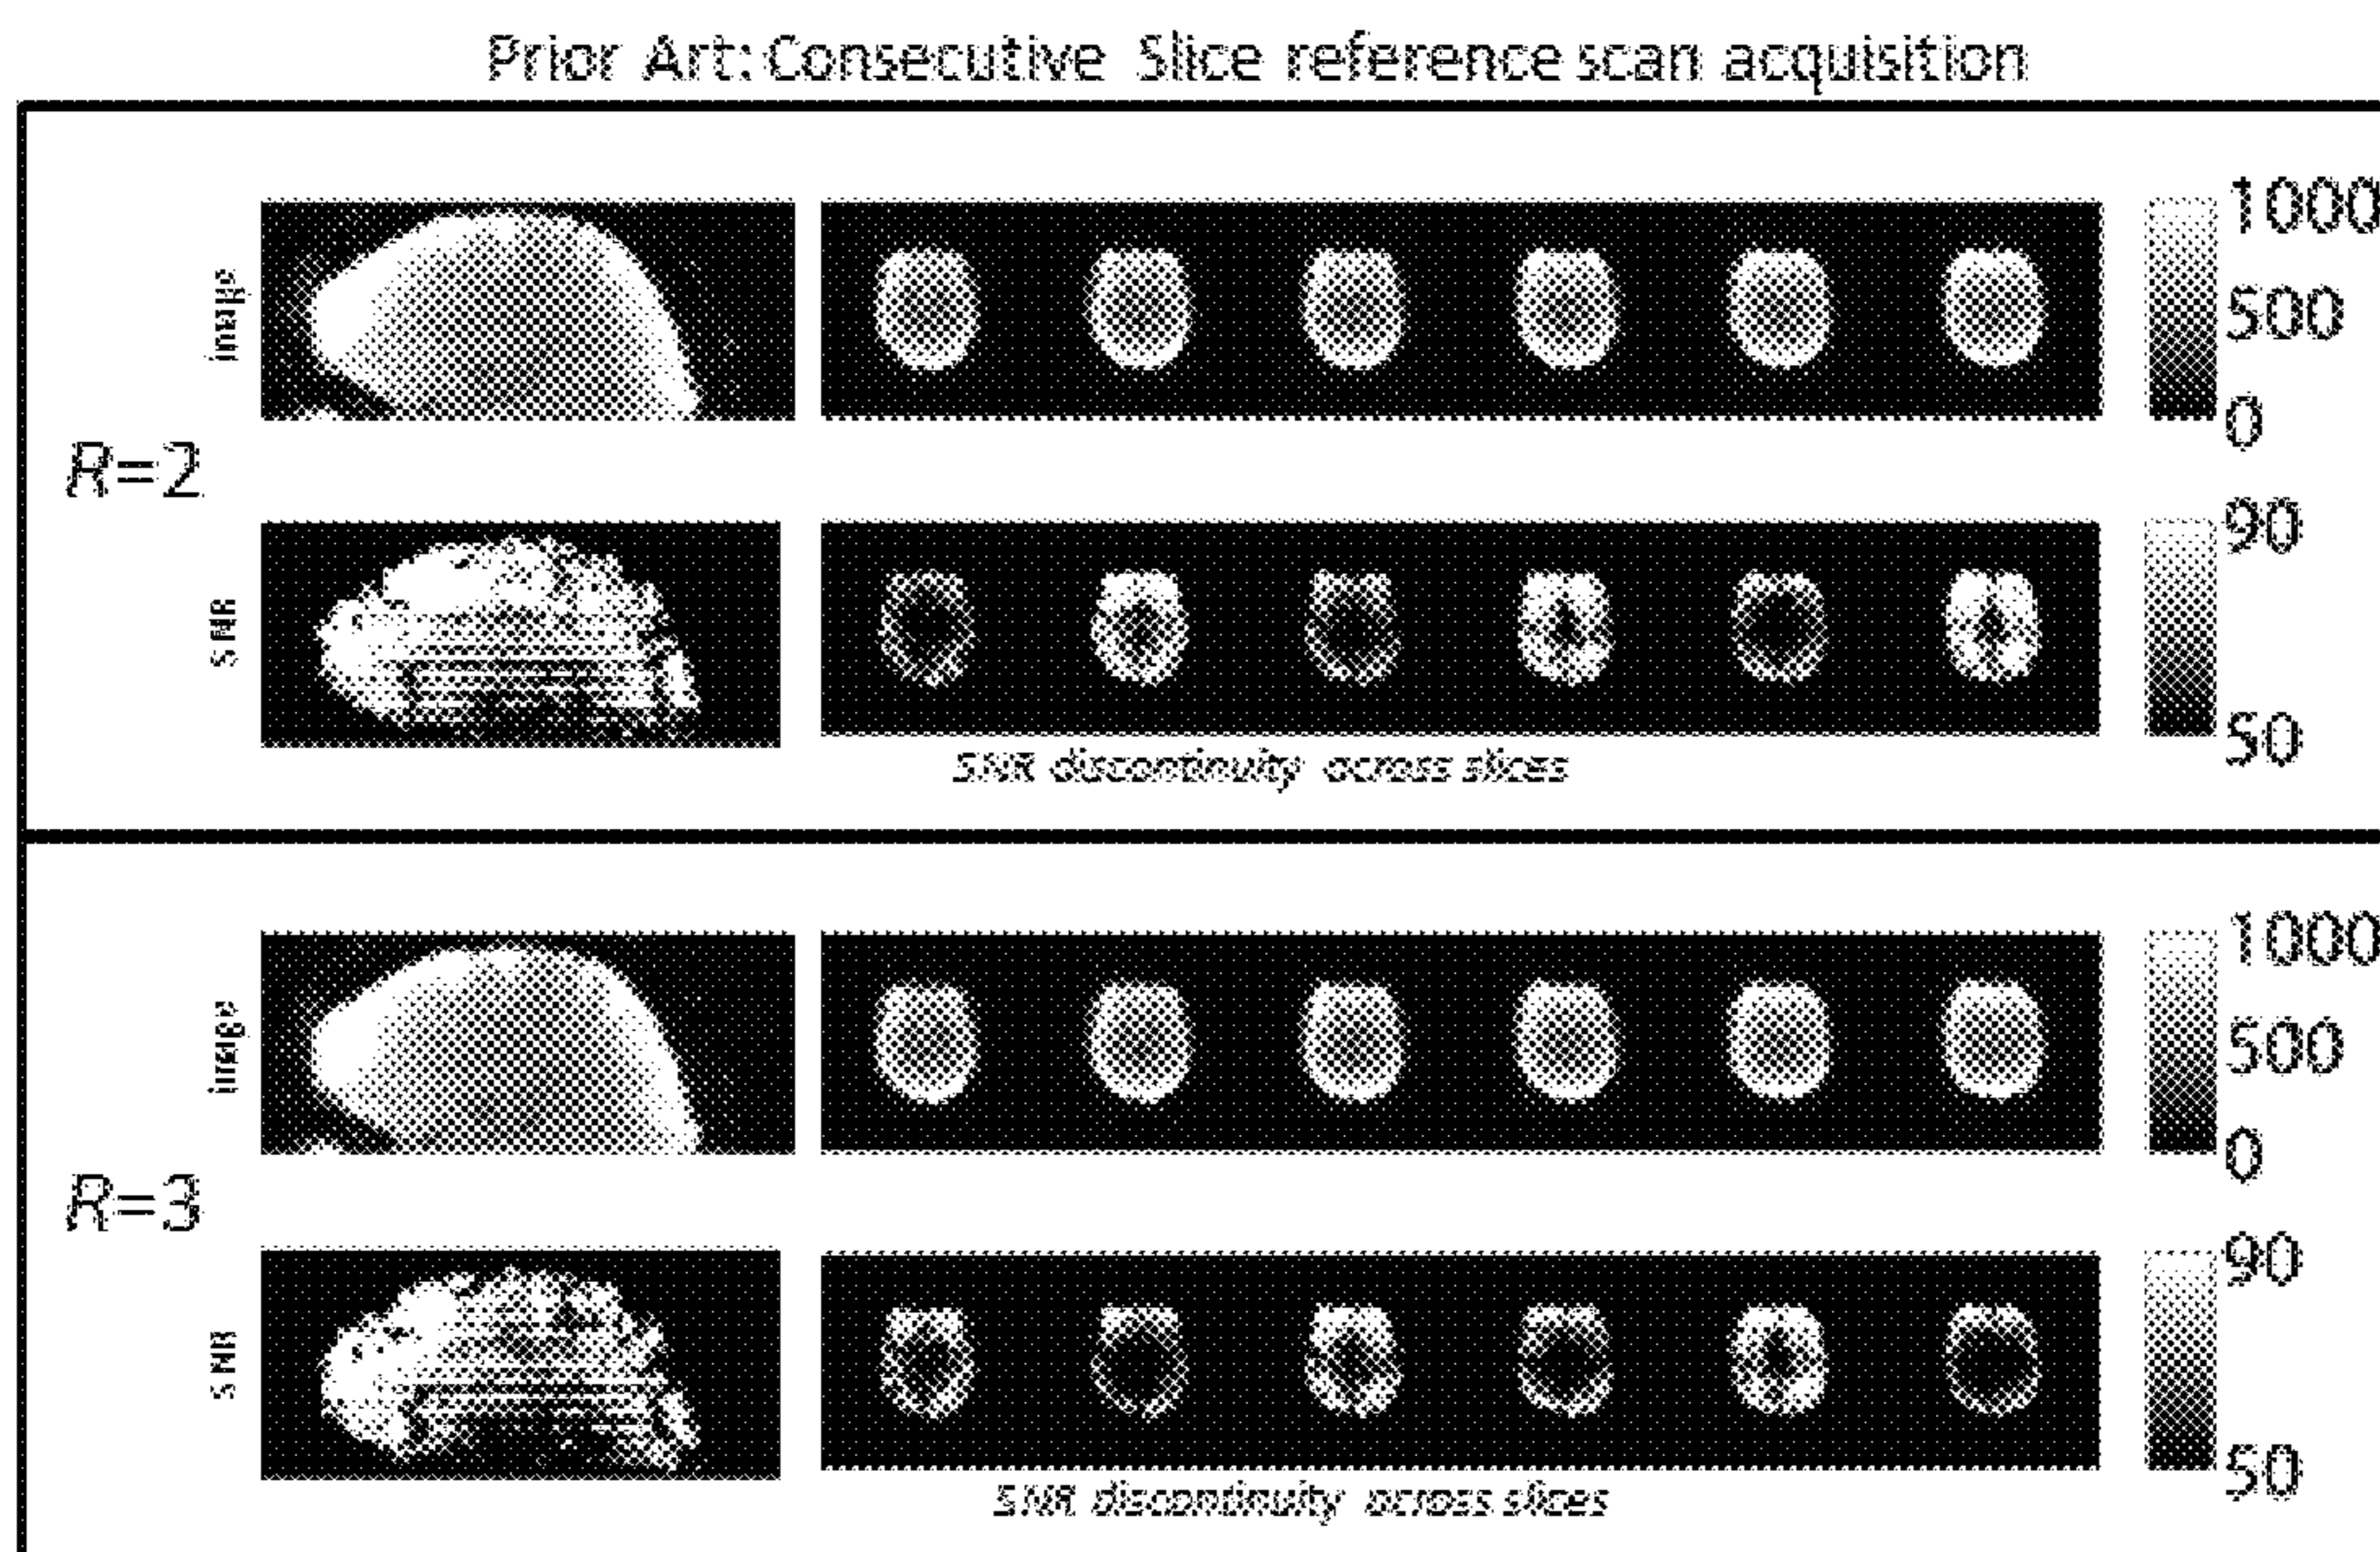 Prior Art: Consecutive Slice reference scan acquisition
image
1000
500
0
R=2
SNR
90
50
SNR discontinuity across slices
image
1000
500
0
R=3
SNR
90
50
SNR discontinuity across slices